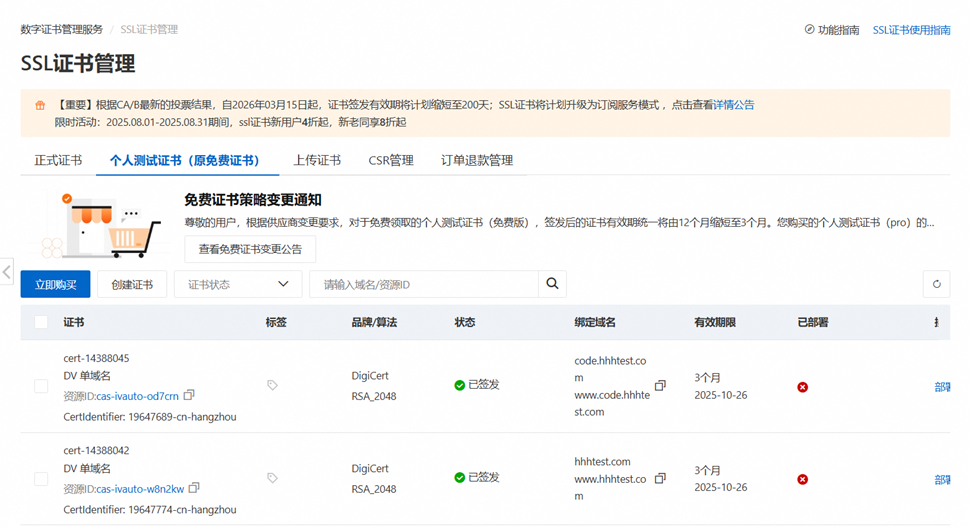 数字证书管理服务 / SSL证书管理
功能指南 SSL证书使用指南
SSL证书管理
【重要】根据CA/B最新的投票结果，自2026年03月15日起，证书签发有效期将计划缩短至200天；SSL证书将计划升级为订阅服务模式 ，点击查看详情公告
限时活动：2025.08.01-2025.08.31期间，ssl证书新用户4折起，新老同享8折起
正式证书 个人测试证书（原免费证书） 上传证书 CSR管理 订单退款管理
免费证书策略变更通知
尊敬的用户，根据供应商变更要求，对于免费领取的个人测试证书（免费版），签发后的证书有效期统一将由12个月缩短至3个月。您购买的个人测试证书（pro）的...
查看免费证书变更公告
立即购买 创建证书 证书状态 请输入域名/资源ID
证书 标签 品牌/算法 状态 绑定域名 有效期限 已部署
cert-14388045
DV 单域名
资源ID:cas-ivauto-od7crn
CertIdentifier: 19647689-cn-hangzhou
DigiCert
RSA_2048
已签发
code.hhhtest.co
m
www.code.hhhte
st.com
3个月
2025-10-26
部署
cert-14388042
DV 单域名
资源ID:cas-ivauto-w8n2kw
CertIdentifier: 19647774-cn-hangzhou
DigiCert
RSA_2048
已签发
hhhtest.com
www.hhhtest.co
m
3个月
2025-10-26
部署